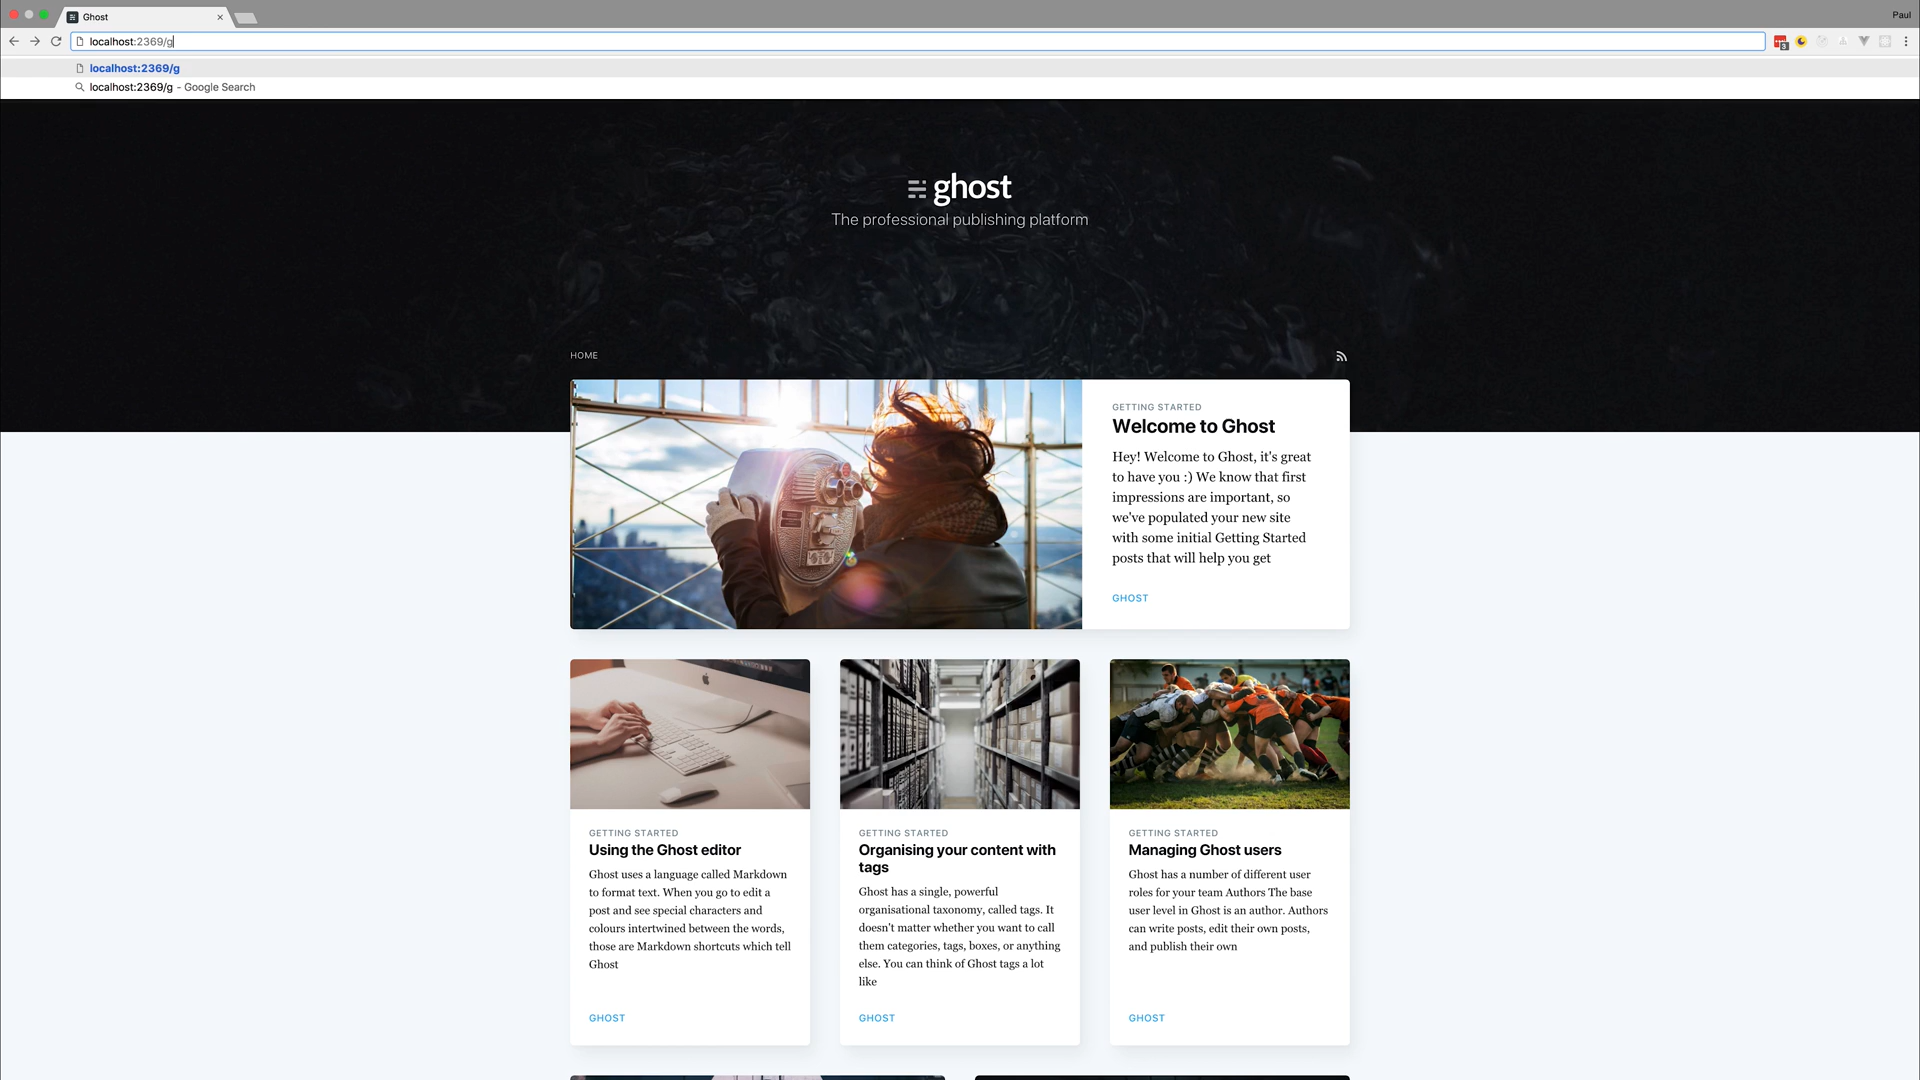 Ghost
Paul
localhost:2369/g
3
localhost:2369/g
localhost:2369/g - Google Search
ghost
The professional publishing platform
HOME
GETTING STARTED
Welcome to Ghost
Hey! Welcome to Ghost, it's great
to have you :) We know that first
impressions are important, so
we've populated your new site
with some initial Getting Started
posts that will help you get
GHOST
GETTING STARTED
Using the Ghost editor
Ghost uses a language called Markdown
to format text. When you go to edit a
post and see special characters and
colours intertwined between the words,
those are Markdown shortcuts which tell
Ghost
GHOST
GETTING STARTED
Organising your content with
tags
Ghost has a single, powerful
organisational taxonomy, called tags. It
doesn't matter whether you want to call
them categories, tags, boxes, or anything
else. You can think of Ghost tags a lot
like
GHOST
GETTING STARTED
Managing Ghost users
Ghost has a number of different user
roles for your team Authors The base
user level in Ghost is an author. Authors
can write posts, edit their own posts,
and publish their own
GHOST